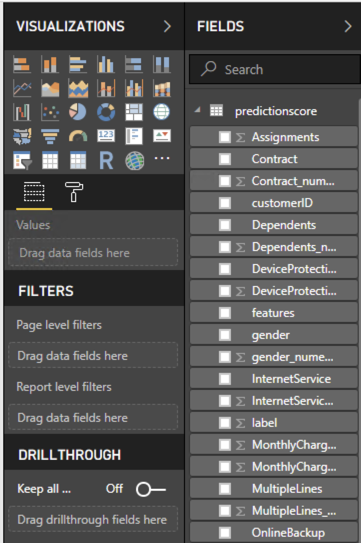 VISUALIZATIONS
Values
Drag data fields here
FILTERS
Page level filters
Drag data fields here
Report level filters
Drag data fields here
DRILLTHROUGH
Keep all ... Off
Drag drillthrough fields here
FIELDS
Search
predictionscore
Σ Assignments
Contract
Σ Contract_num...
customerID
Dependents
Σ Dependents_n...
DeviceProtecti...
Σ DeviceProtecti...
features
gender
Σ gender_nume...
InternetService
Σ InternetServic...
Σ label
Σ MonthlyCharg...
Σ MonthlyCharg...
MultipleLines
Σ MultipleLines_...
OnlineBackup
123
R